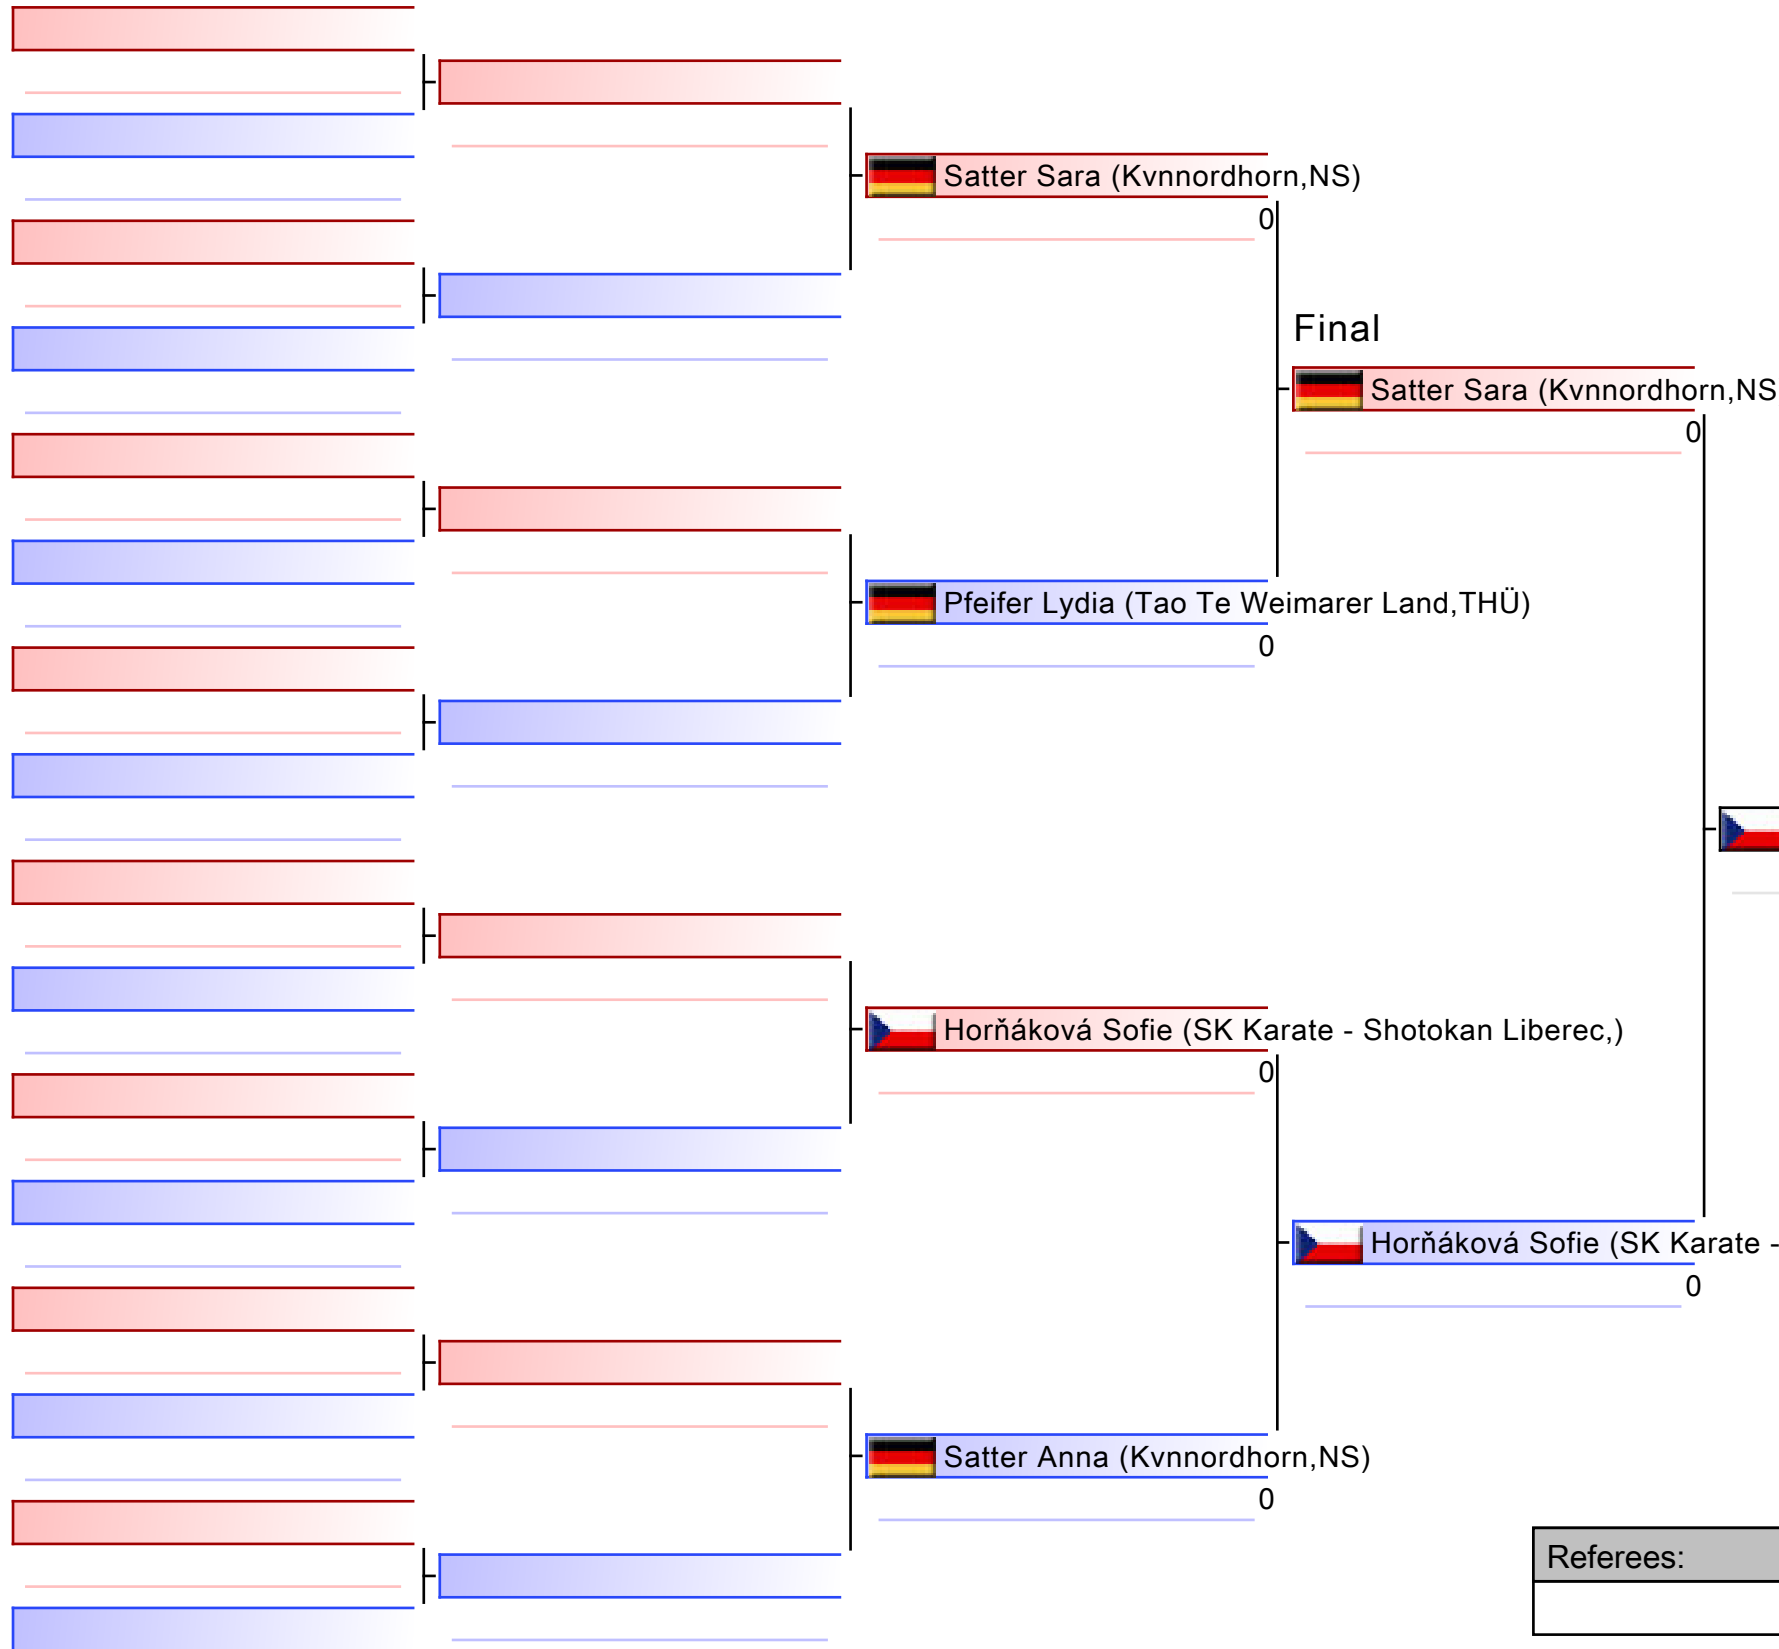 Satter Sara (Kvnnordhorn,NS)
0
Final
Satter Sara (Kvnnordhorn,NS
0
Pfeifer Lydia (Tao Te Weimarer Land,THÜ)
0
Horňáková Sofie (SK Karate - Shotokan Liberec,)
0
Horňáková Sofie (SK Karate -
0
Satter Anna (Kvnnordhorn,NS)
0
Referees: